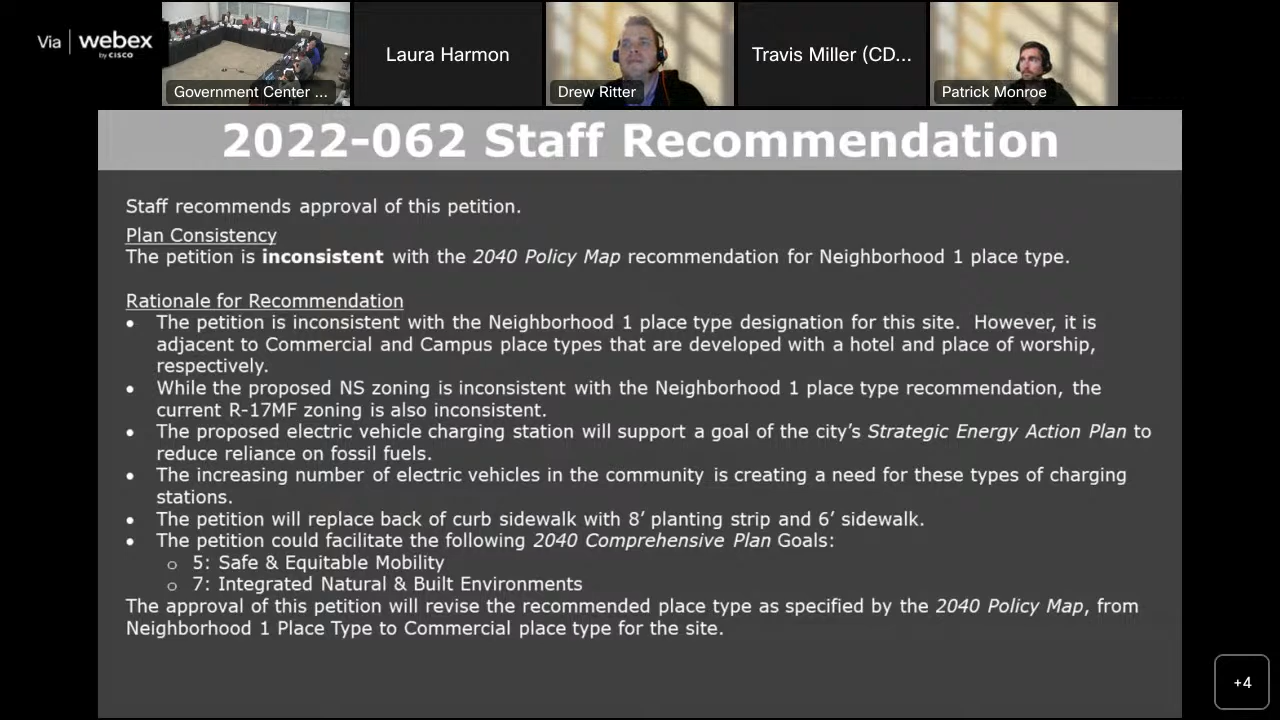 Via | webex
by CISCO
Government Center ...
Laura Harmon
Drew Ritter
Travis Miller (CD...
Patrick Monroe
2022-062 Staff Recommendation
Staff recommends approval of this petition.
Plan Consistency
The petition is inconsistent with the 2040 Policy Map recommendation for Neighborhood 1 place type.
Rationale for Recommendation
• The petition is inconsistent with the Neighborhood 1 place type designation for this site. However, it is
adjacent to Commercial and Campus place types that are developed with a hotel and place of worship,
respectively.
• While the proposed NS zoning is inconsistent with the Neighborhood 1 place type recommendation, the
current R-17MF zoning is also inconsistent.
• The proposed electric vehicle charging station will support a goal of the city’s Strategic Energy Action Plan to
reduce reliance on fossil fuels.
• The increasing number of electric vehicles in the community is creating a need for these types of charging
stations.
• The petition will replace back of curb sidewalk with 8’ planting strip and 6’ sidewalk.
• The petition could facilitate the following 2040 Comprehensive Plan Goals:
o 5: Safe & Equitable Mobility
o 7: Integrated Natural & Built Environments
The approval of this petition will revise the recommended place type as specified by the 2040 Policy Map, from
Neighborhood 1 Place Type to Commercial place type for the site.
+4